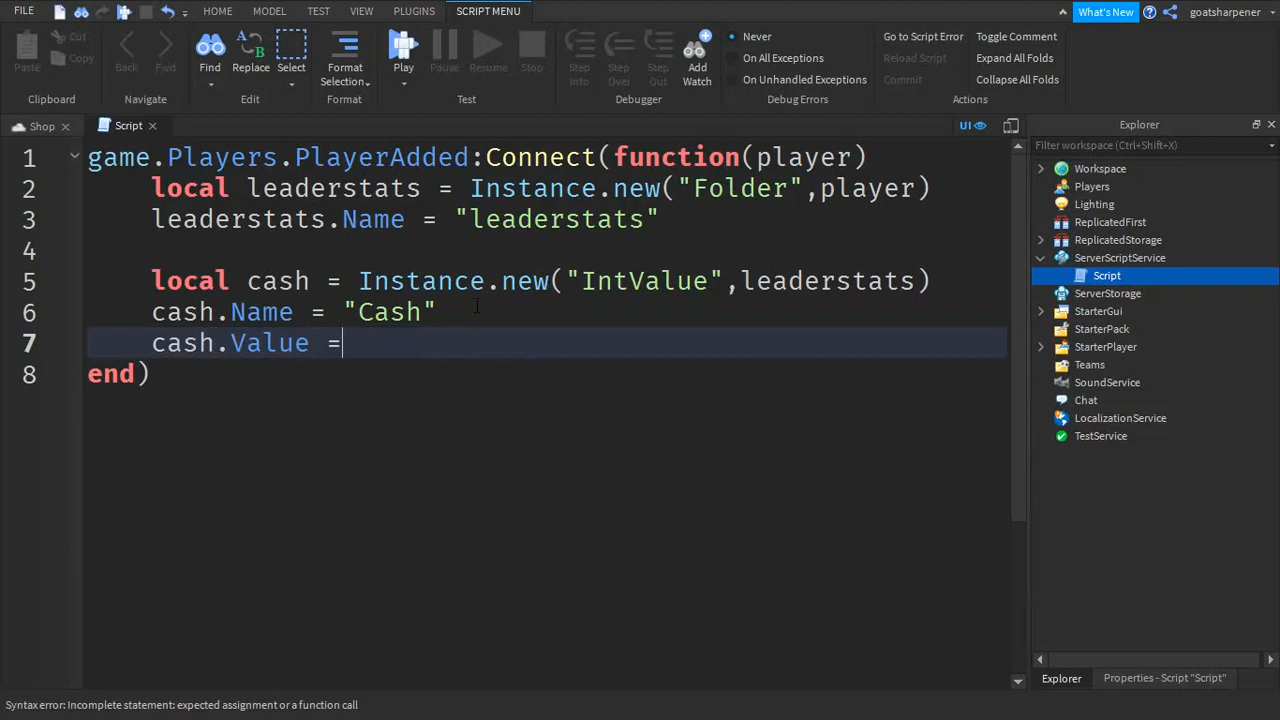 FILE HOME MODEL TEST VIEW PLUGINS SCRIPT MENU What's New goatsharpener
Paste Cut Copy Back Fwd Find Replace Select Format Selection Play Pause Resume Stop Step Into Step Over Step Out Add Watch Never On All Exceptions On Unhandled Exceptions Go to Script Error Reload Script Commit Toggle Comment Expand All Folds Collapse All Folds
Clipboard Navigate Edit Format Test Debugger Debug Errors Actions
Shop Script UI Explorer
1 game.Players.PlayerAdded:Connect(function(player)
2 local leaderstats = Instance.new("Folder",player)
3 leaderstats.Name = "leaderstats"
4
5 local cash = Instance.new("IntValue",leaderstats)
6 cash.Name = "Cash"
7 cash.Value =
8 end)
Filter workspace (Ctrl+Shift+X)
Workspace
Players
Lighting
ReplicatedFirst
ReplicatedStorage
ServerScriptService
Script
ServerStorage
StarterGui
StarterPack
StarterPlayer
Teams
SoundService
Chat
LocalizationService
TestService
Explorer Properties - Script "Script"
Syntax error: Incomplete statement: expected assignment or a function call